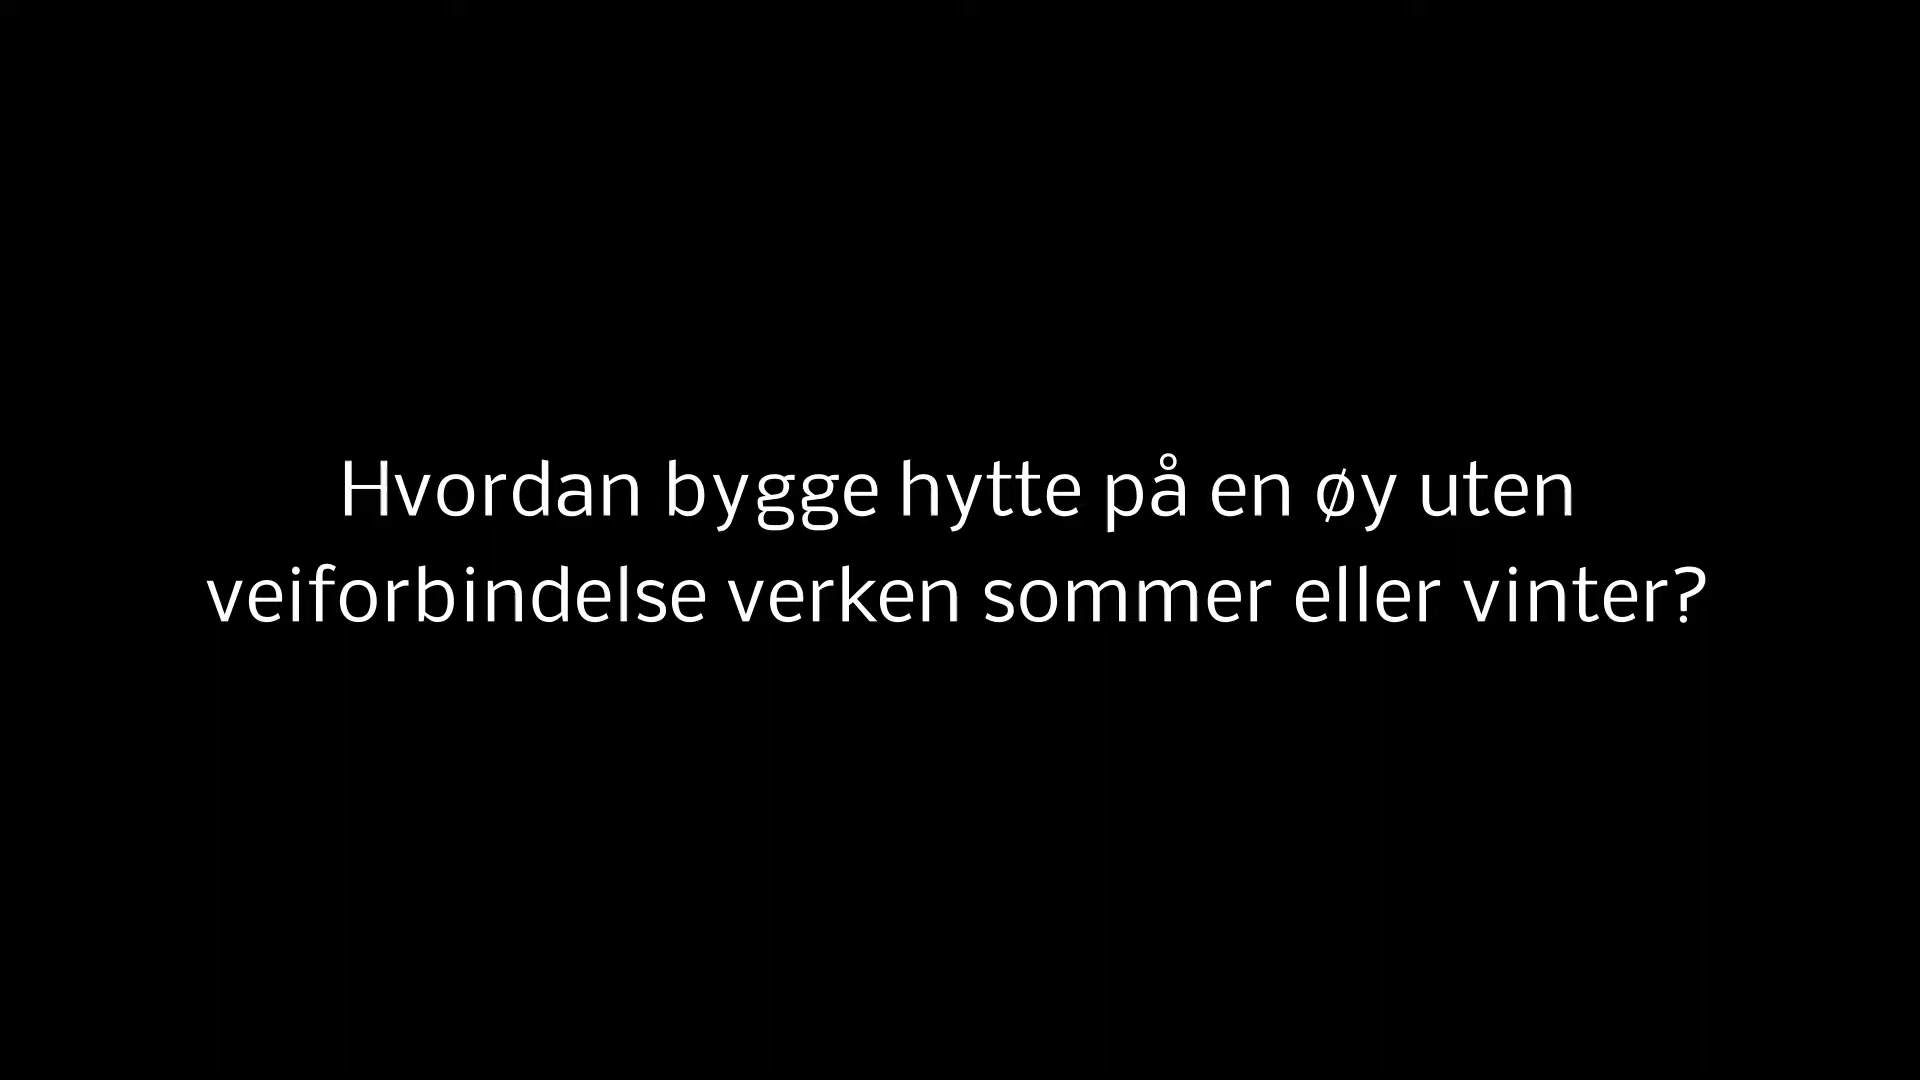 Hvordan bygge hytte på en øy uten
veiforbindelse verken sommer eller vinter?